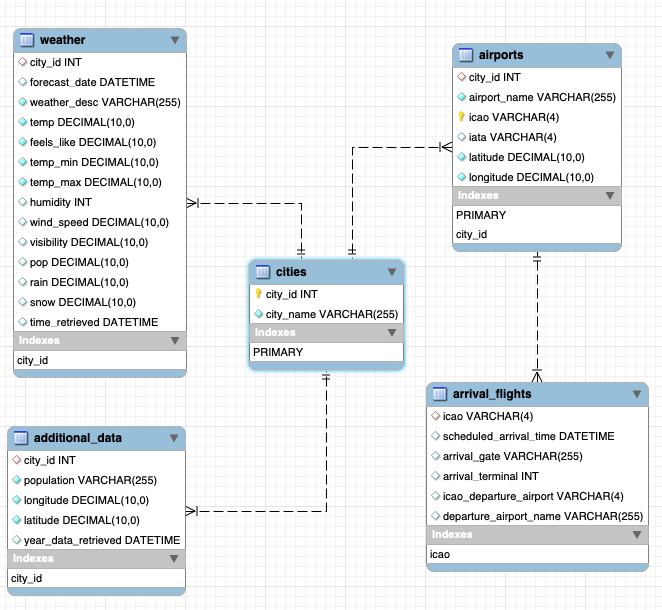 weather
city_id INT
forecast_date DATETIME
weather_desc VARCHAR(255)
temp DECIMAL(10,0)
feels_like DECIMAL(10,0)
temp_min DECIMAL(10,0)
temp_max DECIMAL(10,0)
humidity INT
wind_speed DECIMAL(10,0)
visibility DECIMAL(10,0)
pop DECIMAL(10,0)
rain DECIMAL(10,0)
snow DECIMAL(10,0)
time_retrieved DATETIME
Indexes
city_id
airports
city_id INT
airport_name VARCHAR(255)
icao VARCHAR(4)
iata VARCHAR(4)
latitude DECIMAL(10,0)
longitude DECIMAL(10,0)
Indexes
PRIMARY
city_id
cities
city_id INT
city_name VARCHAR(255)
Indexes
PRIMARY
additional_data
city_id INT
population VARCHAR(255)
longitude DECIMAL(10,0)
latitude DECIMAL(10,0)
year_data_retrieved DATETIME
Indexes
city_id
arrival_flights
icao VARCHAR(4)
scheduled_arrival_time DATETIME
arrival_gate VARCHAR(255)
arrival_terminal INT
icao_departure_airport VARCHAR(4)
departure_airport_name VARCHAR(255)
Indexes
icao